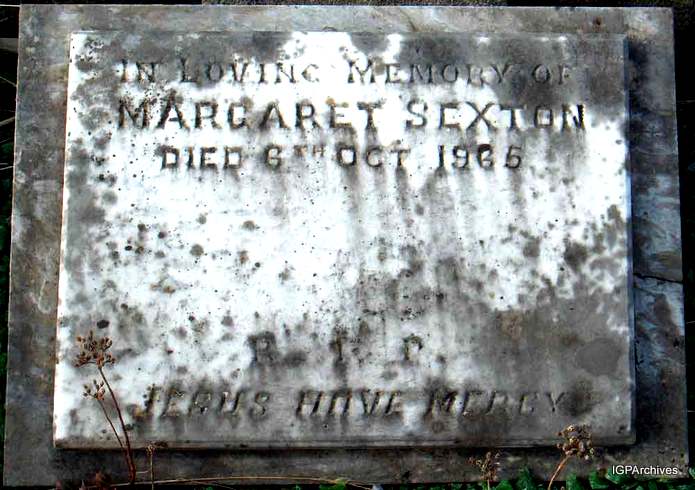 IN LOVING MEMORY OF
MARGARET SEXTON
DIED 6TH OCT 1965
R. I. P.
JESUS HAVE MERCY
IGPArchives